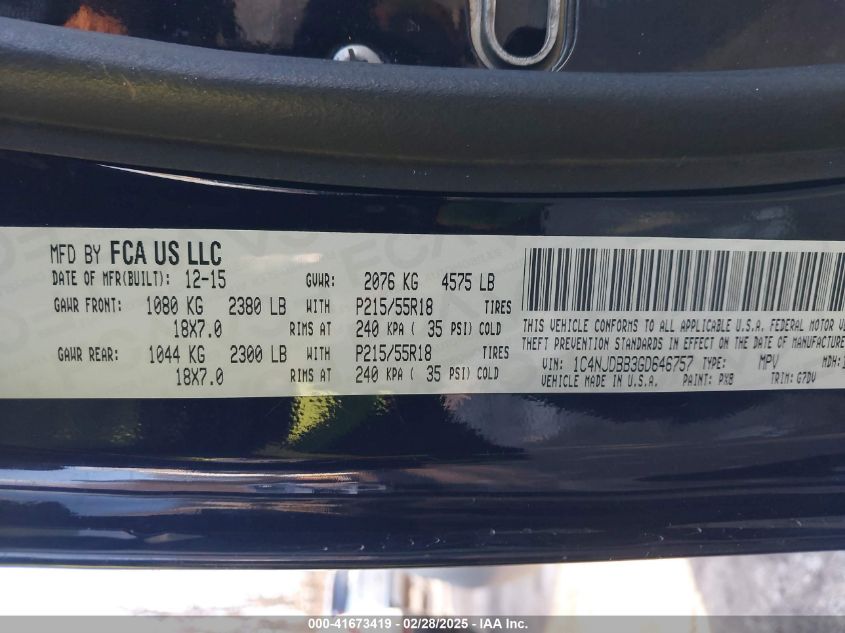 MFD BY FCA US LLC
DATE OF MFR(BUILT): 12-15 GVWR: 2076 KG 4575 LB
GAWR FRONT: 1080 KG 2380 LB WITH P215/55R18 TIRES
18X7.0 RIMS AT 240 KPA ( 35 PSI) COLD
GAWR REAR: 1044 KG 2300 LB WITH P215/55R18 TIRES
18X7.0 RIMS AT 240 KPA ( 35 PSI) COLD
THIS VEHICLE CONFORMS TO ALL APPLICABLE U.S.A. FEDERAL MOTOR
THEFT PREVENTION STANDARDS IN EFFECT ON THE DATE OF MANUFACTURE
VIN: 1C4NJDBB3GD646757 TYPE: MPV MDH:
VEHICLE MADE IN U.S.A. PAINT: PXB TRIM: G7DV
000-41673419 - 02/28/2025 - IAA, Inc.